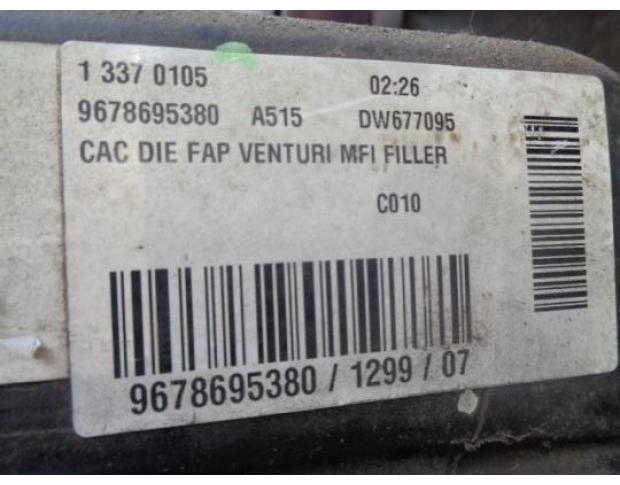 1 337 0105 02:26
9678695380 A515 DW677095
CAC DIE FAP VENTURI MFI FILLER
C010
9678695380 / 1299 / 07